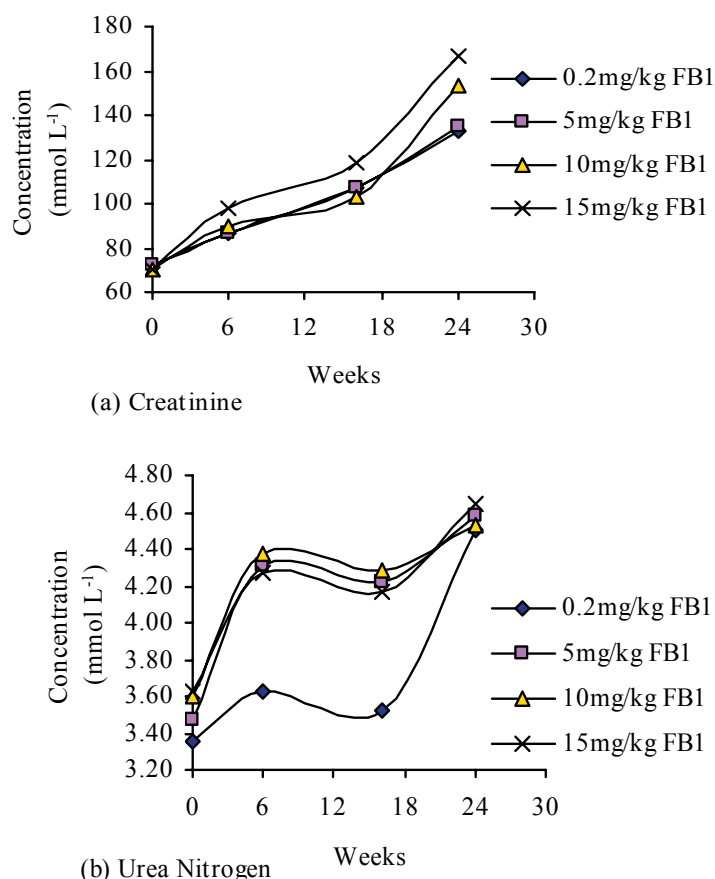 180
160
140
120
100
80
60
Concentration
(mmol L-1)
0 6 12 18 24 30
Weeks
0.2mg/kg FB1
5mg/kg FB1
10mg/kg FB1
15mg/kg FB1
(a) Creatinine
4.80
4.60
4.40
4.20
4.00
3.80
3.60
3.40
3.20
Concentration
(mmol L-1)
0 6 12 18 24 30
Weeks
0.2mg/kg FB1
5mg/kg FB1
10mg/kg FB1
15mg/kg FB1
(b) Urea Nitrogen